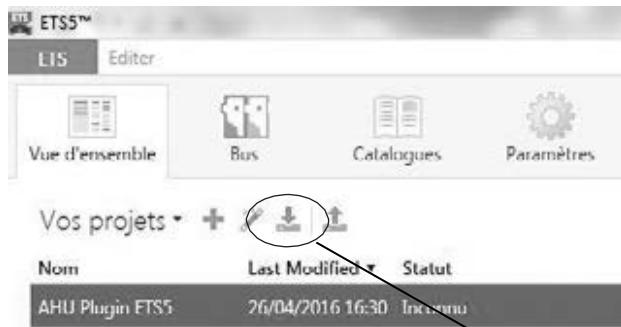 ETS5™
ETS Editer
Vue d'ensemble Bus Catalogues Paramètres
Vos projets
Nom Last Modified Statut
AHU Plugin ETS5 26/04/2016 16:30 Inconnu